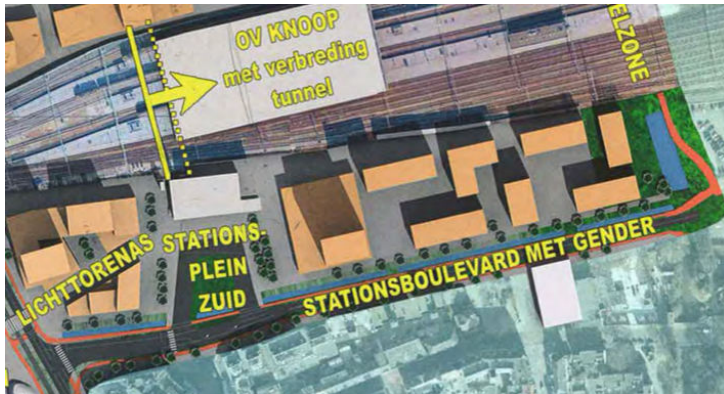 OV KNOOP
met verbreding
tunnel
ELZONE
LICHTTORENAS
STATIONS-
PLEIN
ZUID
STATIONSBOULEVARD MET GENDER